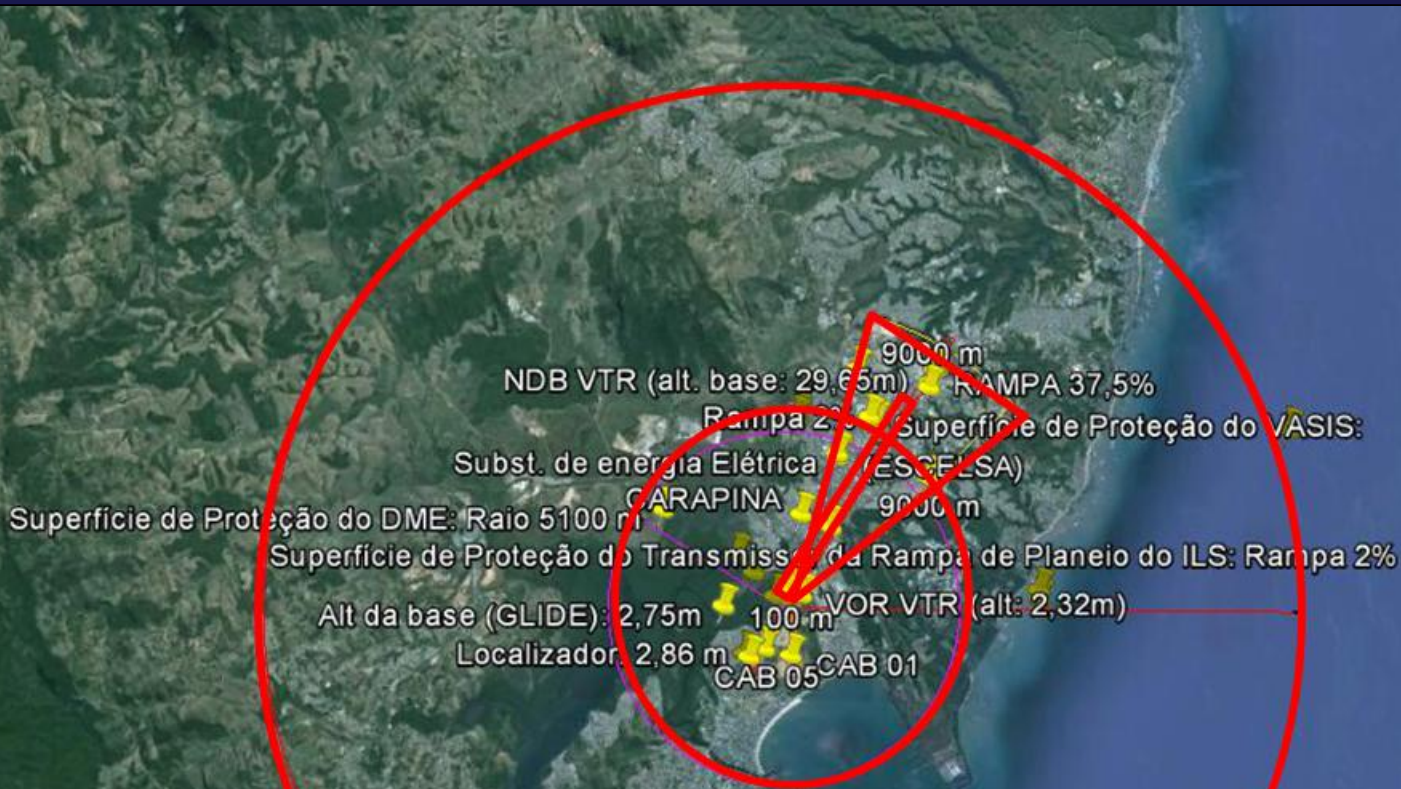 9000 m
NDB VTR (alt. base: 29,65m)
RAMPA 37,5%
Rampa 2%
Superfície de Proteção do VASIS:
Subst. de energia Elétrica (ESCELSA)
CARAPINA
9000 m
Superfície de Proteção do DME: Raio 5100 m
Superfície de Proteção do Transmissor da Rampa de Planeio do ILS: Rampa 2%
Alt da base (GLIDE): 2,75m
100 m
VOR VTR (alt: 2,32m)
Localizador: 2,86 m
CAB 05
CAB 01